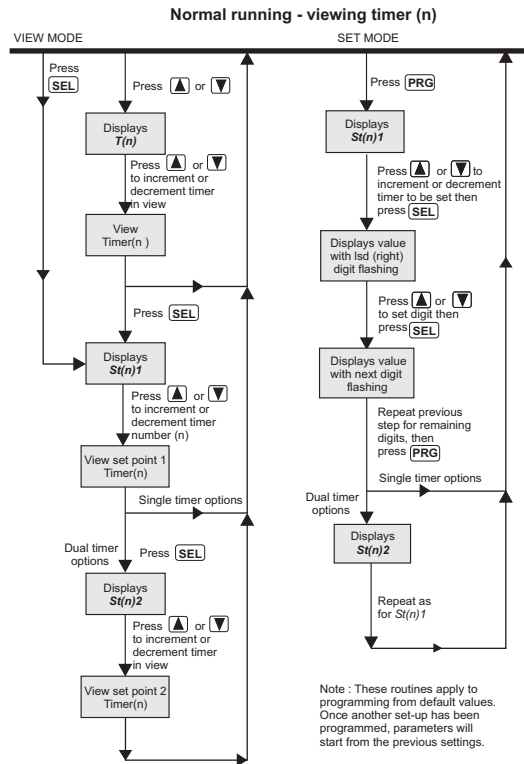 Normal running - viewing timer (n)
VIEW MODE
SET MODE
Press
SEL
Press ▲ or ▼
Displays
T(n)
Press ▲ or ▼
to increment or
decrement timer
in view
View
Timer(n )
Press SEL
Displays
St(n)1
Press ▲ or ▼
to increment or
decrement timer
number (n)
View set point 1
Timer(n)
Single timer options
Dual timer
options
Press SEL
Displays
St(n)2
Press ▲ or ▼
to increment or
decrement timer
in view
View set point 2
Timer(n)
Press PRG
Displays
St(n)1
Press ▲ or ▼ to
increment or decrement
timer to be set then
press SEL
Displays value
with lsd (right)
digit flashing
Press ▲ or ▼
to set digit then
press SEL
Displays value
with next digit
flashing
Repeat previous
step for remaining
digits, then
press PRG
Single timer options
Dual timer
options
Displays
St(n)2
Repeat as
for St(n)1
Note : These routines apply to
programming from default values.
Once another set-up has been
programmed, parameters will
start from the previous settings.